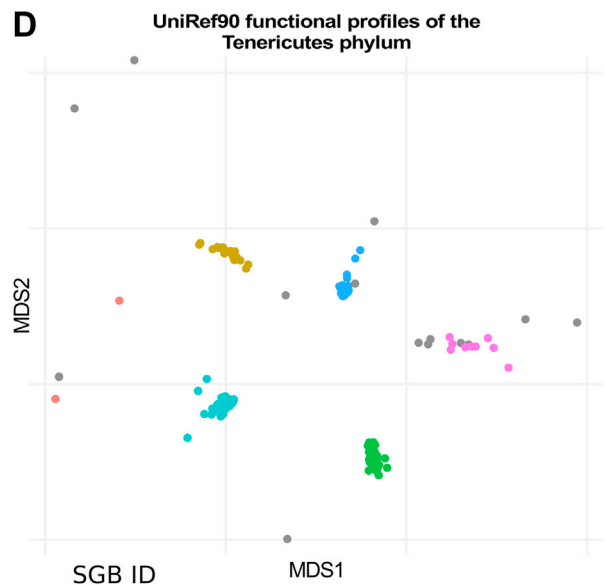 D
UniRef90 functional profiles of the
Tenericutes phylum
MDS2
MDS1
SGB ID